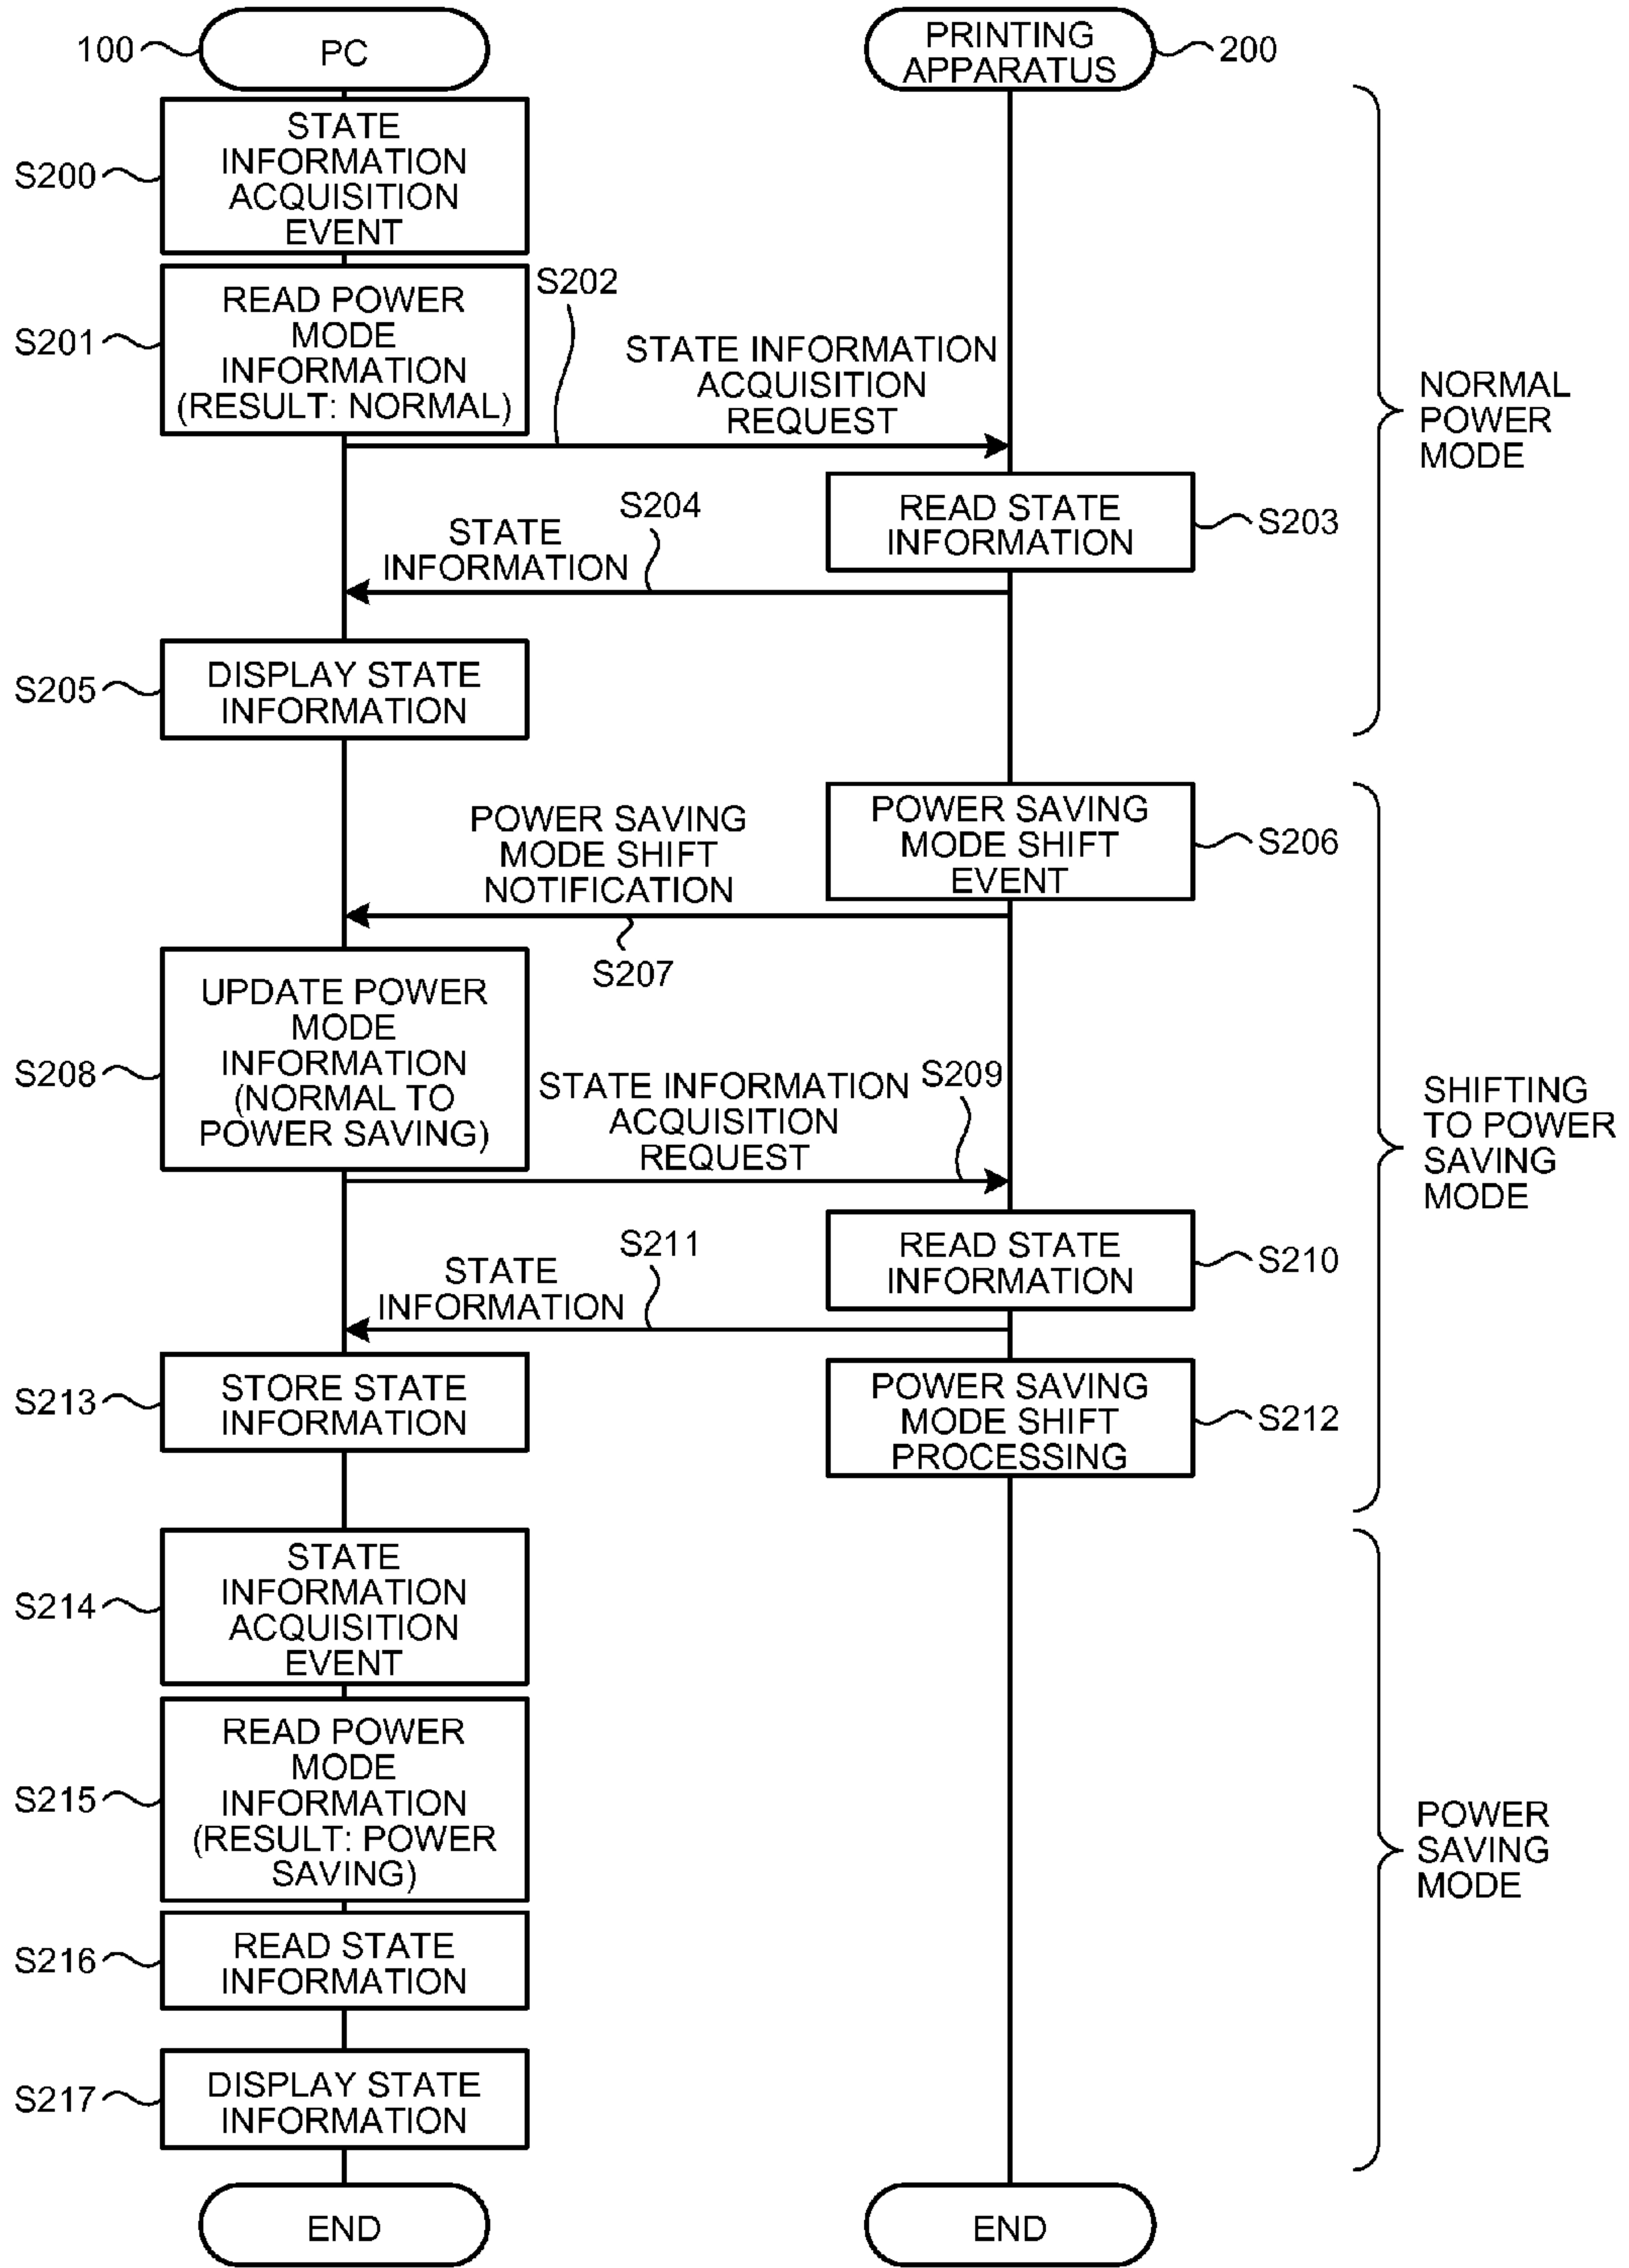 100
PC
PRINTING
APPARATUS
200
S200
STATE
INFORMATION
ACQUISITION
EVENT
S201
READ POWER
MODE
INFORMATION
(RESULT: NORMAL)
S202
STATE INFORMATION
ACQUISITION
REQUEST
NORMAL
POWER
MODE
READ STATE
INFORMATION
S203
S204
STATE
INFORMATION
S205
DISPLAY STATE
INFORMATION
POWER SAVING
MODE SHIFT
EVENT
S206
POWER SAVING
MODE SHIFT
NOTIFICATION
S207
S208
UPDATE POWER
MODE
INFORMATION
(NORMAL TO
POWER SAVING)
STATE INFORMATION
ACQUISITION
REQUEST
S209
SHIFTING
TO POWER
SAVING
MODE
READ STATE
INFORMATION
S210
S211
STATE
INFORMATION
S213
STORE STATE
INFORMATION
POWER SAVING
MODE SHIFT
PROCESSING
S212
S214
STATE
INFORMATION
ACQUISITION
EVENT
S215
READ POWER
MODE
INFORMATION
(RESULT: POWER
SAVING)
POWER
SAVING
MODE
S216
READ STATE
INFORMATION
S217
DISPLAY STATE
INFORMATION
END
END